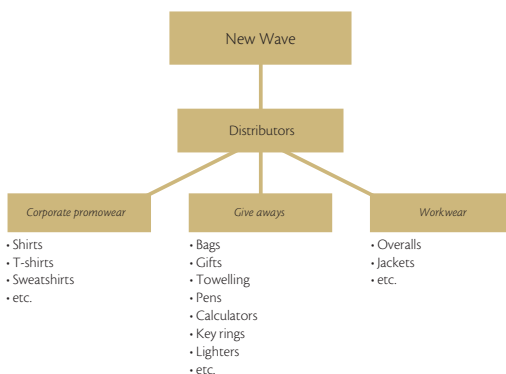 New Wave
Distributors
Corporate promowear
• Shirts
• T-shirts
• Sweatshirts
• etc.
Give aways
• Bags
• Gifts
• Towelling
• Pens
• Calculators
• Key rings
• Lighters
• etc.
Workwear
• Overalls
• Jackets
• etc.